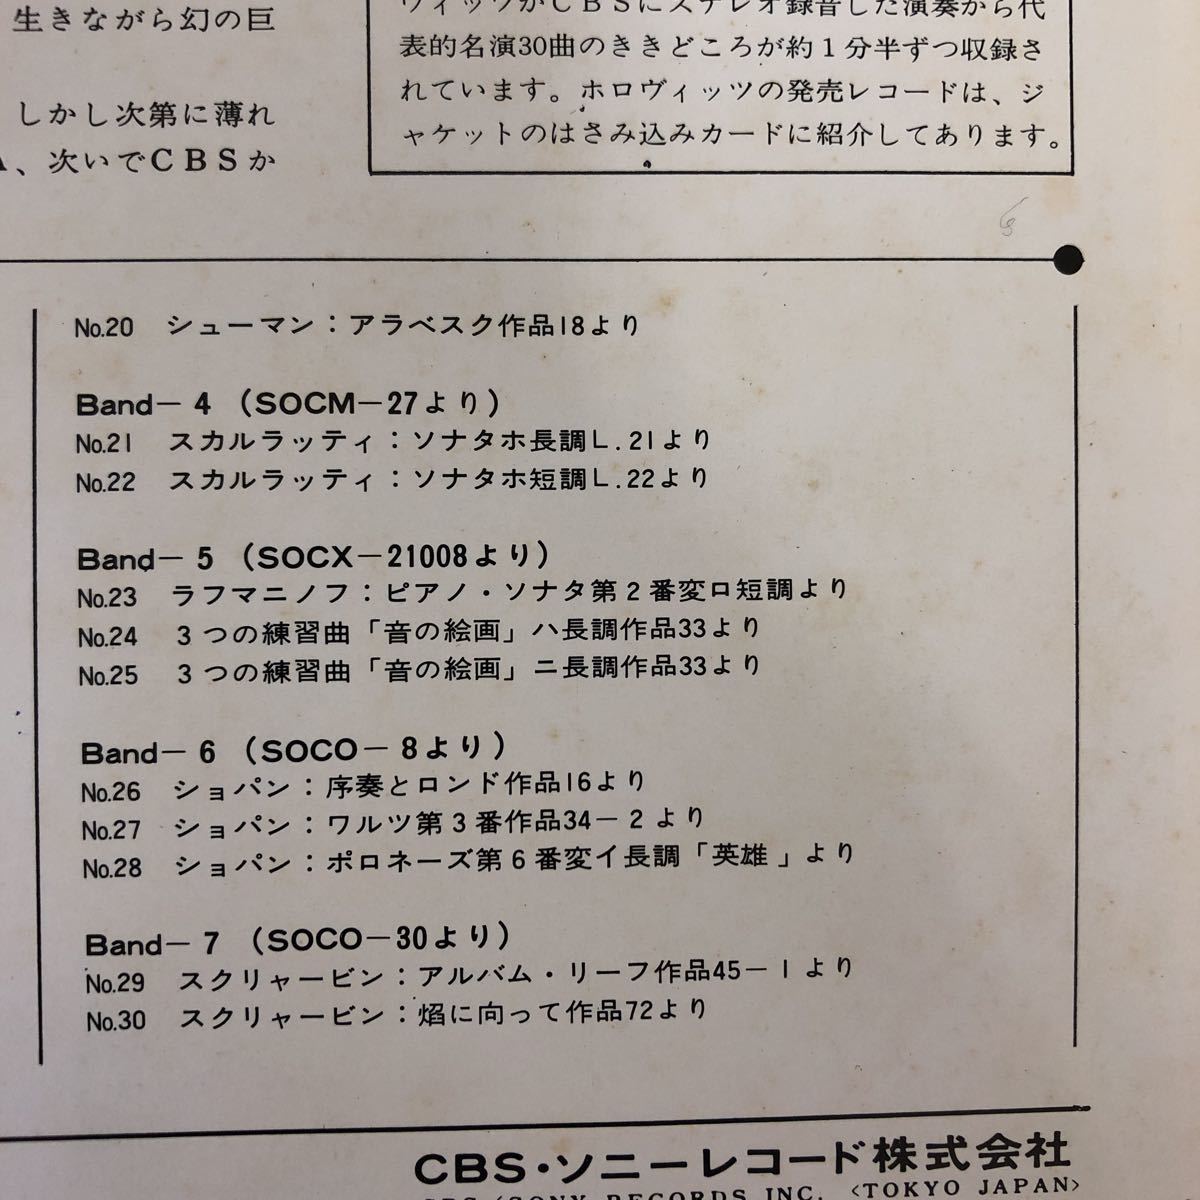 生きながら幻の巨
しかし次第に薄れ
、次いでCBSか
ヴィッツがCBSにステレオ録音した演奏から代
表的名演30曲のききどころが約1分半ずつ収録さ
れています。ホロヴィッツの発売レコードは、ジ
ャケットのはさみ込みカードに紹介してあります。
No.20 シューマン：アラベスク作品18より
Band－4（SOCM－27より）
No.21 スカルラッティ：ソナタホ長調L.21より
No.22 スカルラッティ：ソナタホ短調L.22より
Band－5（SOCX－21008より）
No.23 ラフマニノフ：ピアノ・ソナタ第2番変ロ短調より
No.24 3つの練習曲「音の絵画」ハ長調作品33より
No.25 3つの練習曲「音の絵画」ニ長調作品33より
Band－6（SOCO－8より）
No.26 ショパン：序奏とロンド作品16より
No.27 ショパン：ワルツ第3番作品34－2より
No.28 ショパン：ポロネーズ第6番変イ長調「英雄」より
Band－7（SOCO－30より）
No.29 スクリャービン：アルバム・リーフ作品45－1より
No.30 スクリャービン：焔に向って作品72より
CBS・ソニーレコード株式会社
CBS/SONY RECORDS INC. <TOKYO JAPAN>